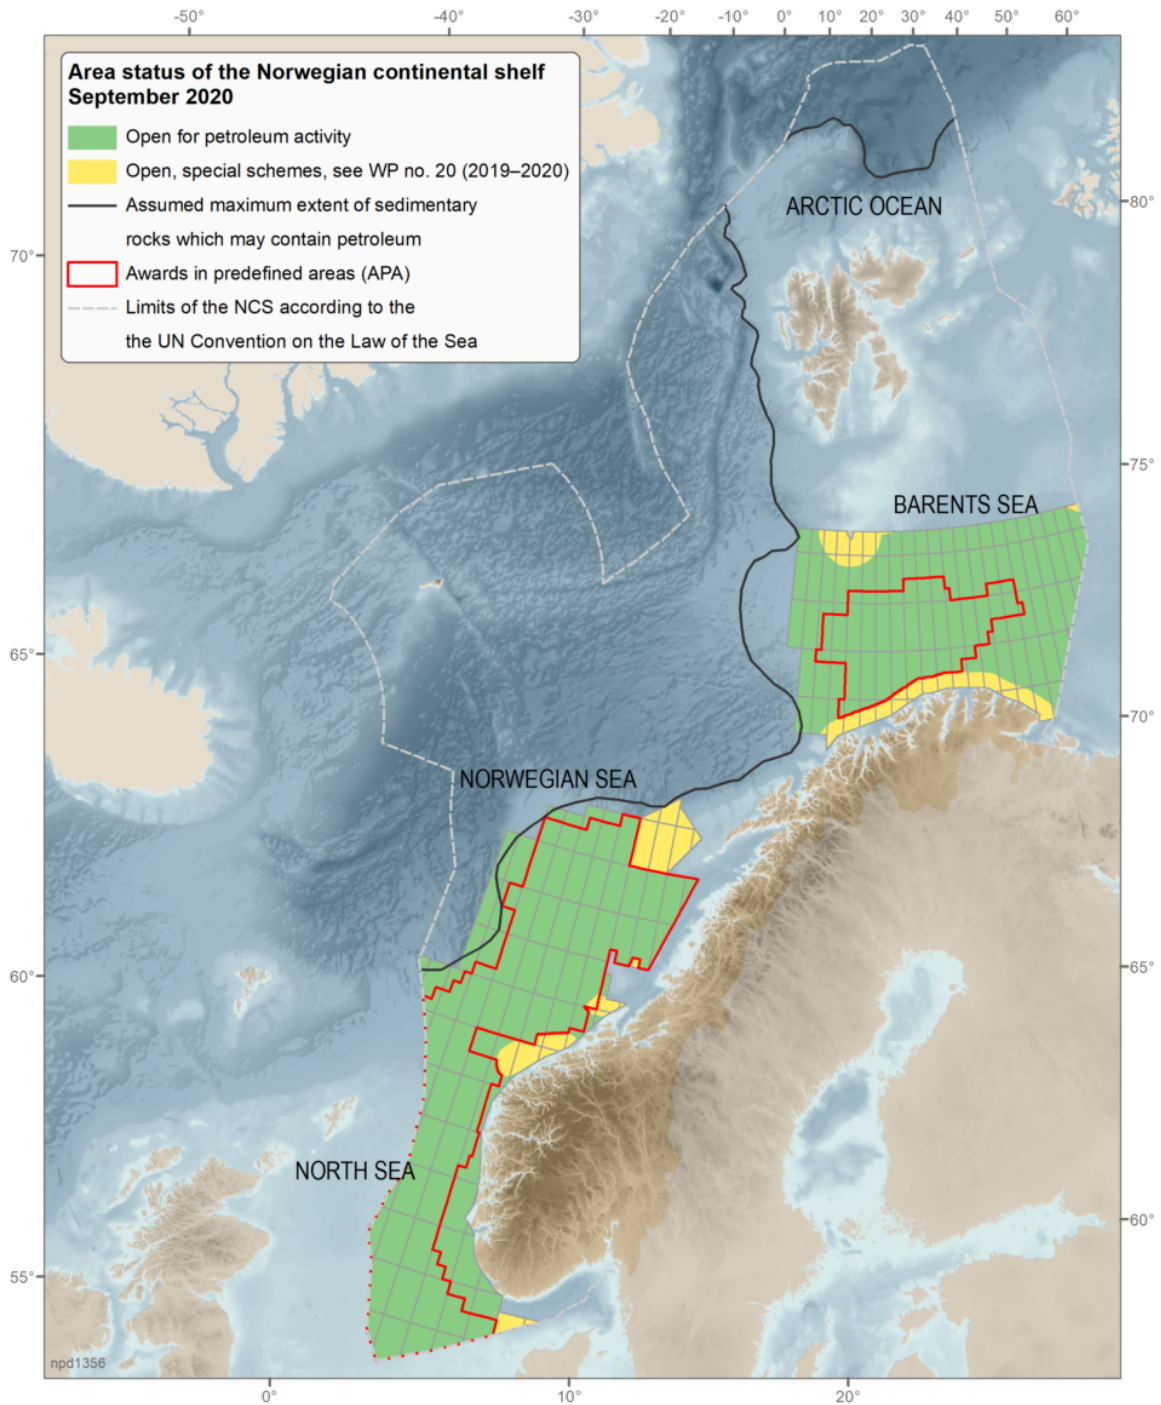 -50° -40° -30° -20° -10° 0° 10° 20° 30° 40° 50° 60°
Area status of the Norwegian continental shelf
September 2020
Open for petroleum activity
Open, special schemes, see WP no. 20 (2019–2020)
Assumed maximum extent of sedimentary
rocks which may contain petroleum
Awards in predefined areas (APA)
Limits of the NCS according to the
the UN Convention on the Law of the Sea
ARCTIC OCEAN
80°
70°
75°
BARENTS SEA
65°
70°
NORWEGIAN SEA
65°
60°
NORTH SEA
60°
55°
npd1356
0° 10° 20°